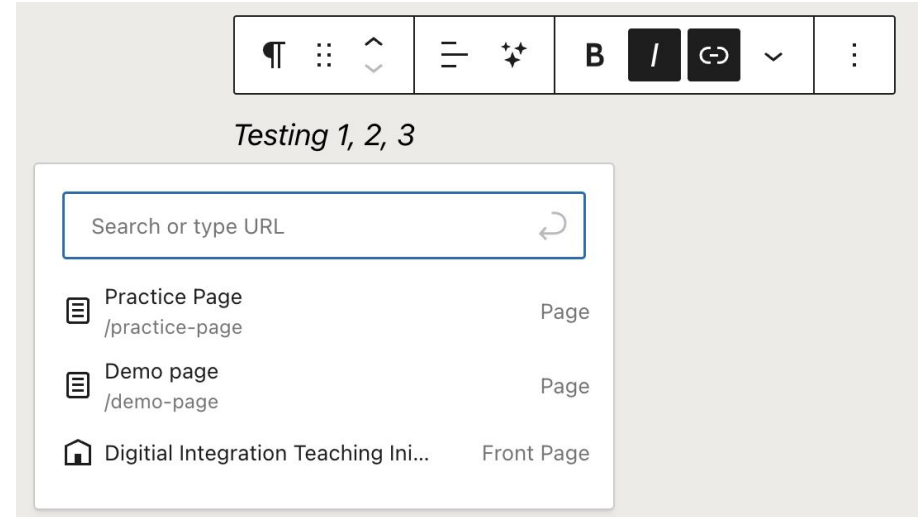 B I
Testing 1, 2, 3
Search or type URL
Practice Page
/practice-page
Page
Demo page
/demo-page
Page
Digitial Integration Teaching Ini...
Front Page